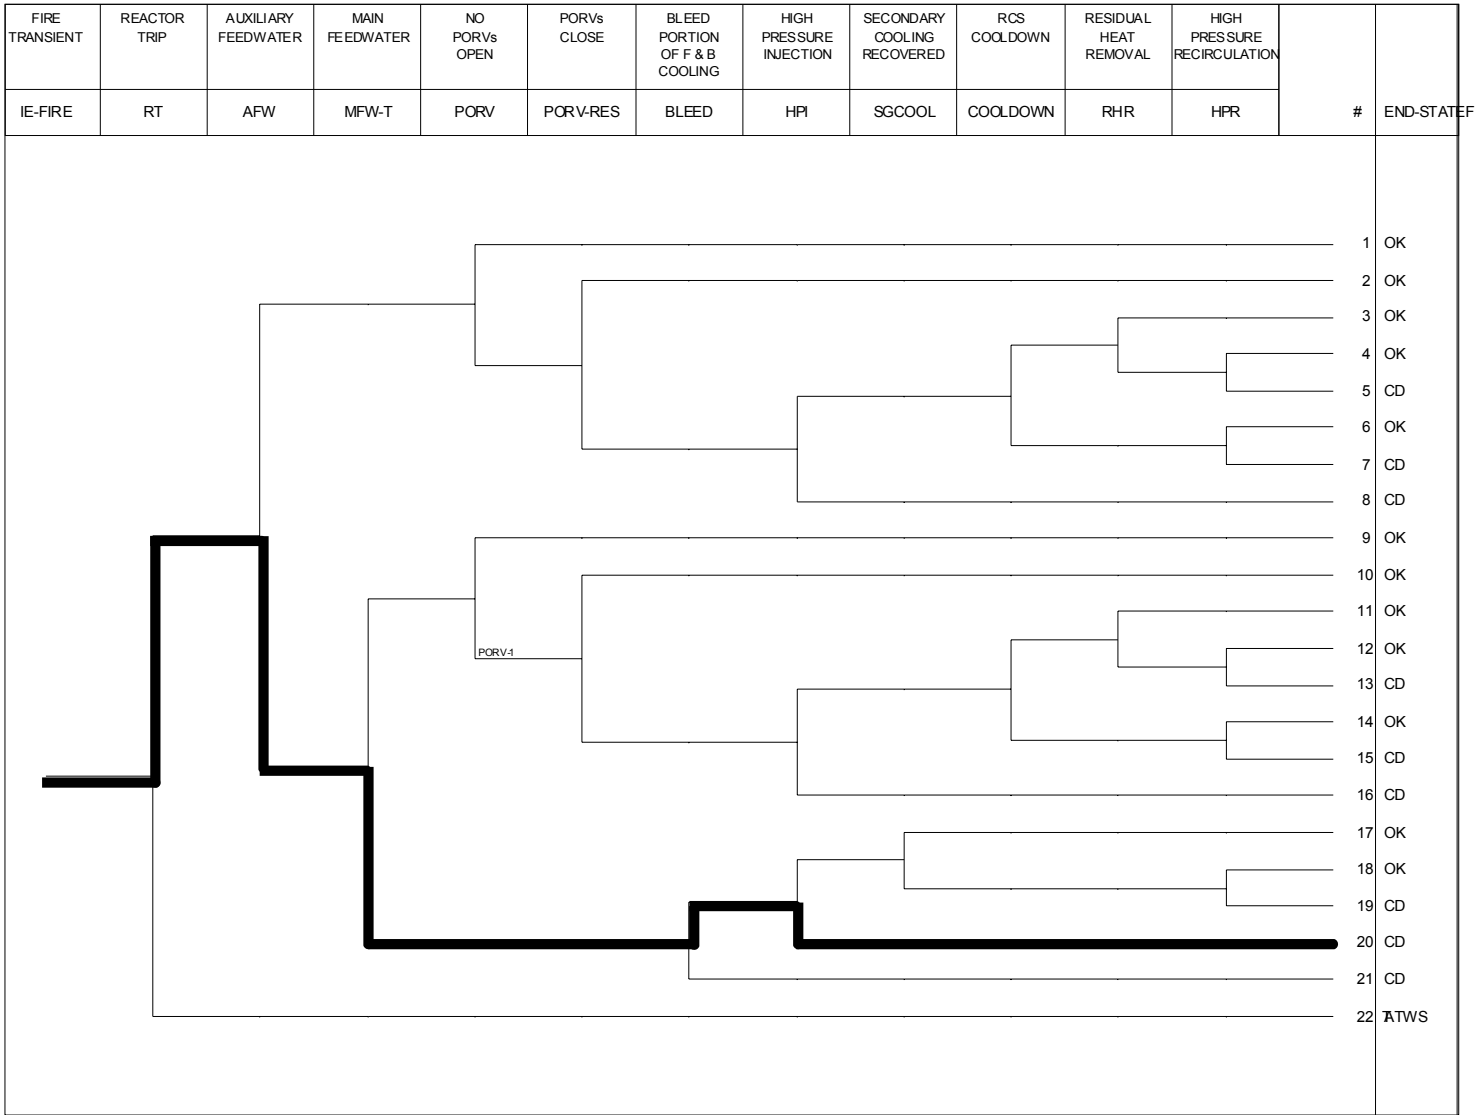 FIRE
TRANSIENT
REACTOR
TRIP
AUXILIARY
FEEDWATER
MAIN
FEEDWATER
NO
PORVs
OPEN
PORVs
CLOSE
BLEED
PORTION
OF F & B
COOLING
HIGH
PRESSURE
INJECTION
SECONDARY
COOLING
RECOVERED
RCS
COOLDOWN
RESIDUAL
HEAT
REMOVAL
HIGH
PRESSURE
RECIRCULATION
IE-FIRE
RT
AFW
MFW-T
PORV
PORV-RES
BLEED
HPI
SGCOOL
COOLDOWN
RHR
HPR
#
END-STATEF
1 OK
2 OK
3 OK
4 OK
5 CD
6 OK
7 CD
8 CD
9 OK
10 OK
11 OK
PORV-1
12 OK
13 CD
14 OK
15 CD
16 CD
17 OK
18 OK
19 CD
20 CD
21 CD
22 TATWS